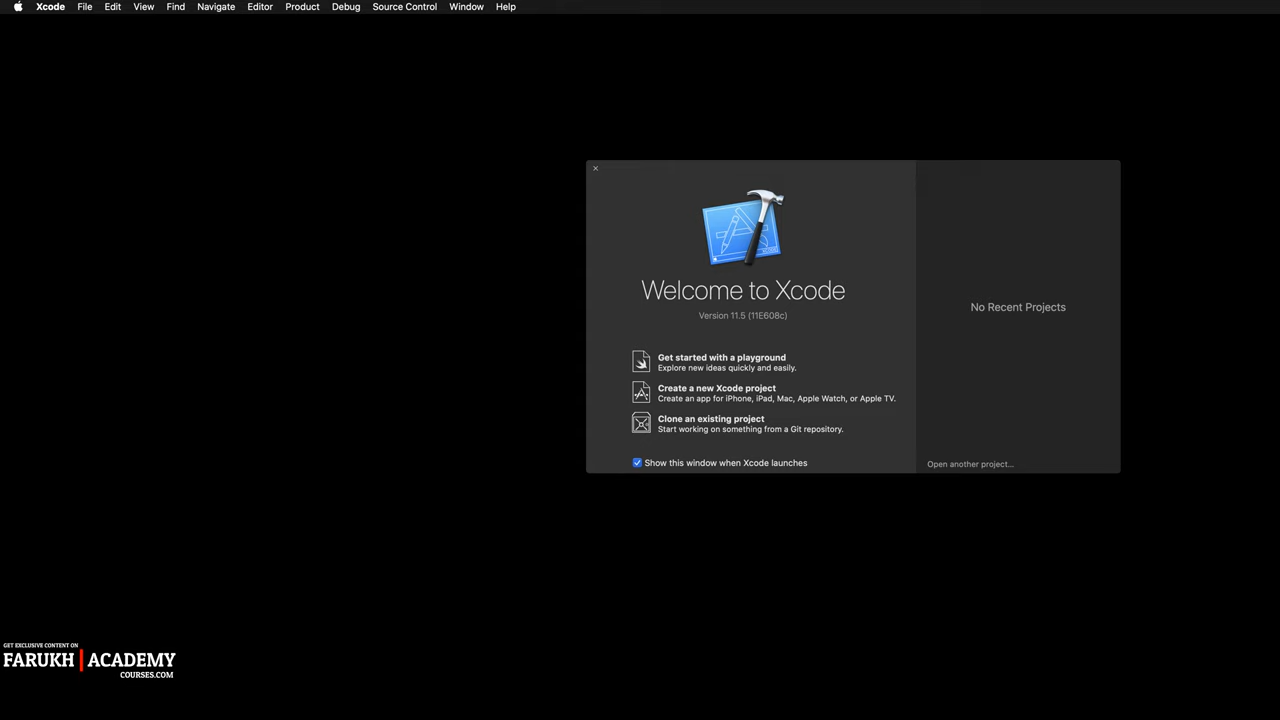 Xcode File Edit View Find Navigate Editor Product Debug Source Control Window Help
Welcome to Xcode
Version 11.5 (11E608c)
Get started with a playground
Explore new ideas quickly and easily.
Create a new Xcode project
Create an app for iPhone, iPad, Mac, Apple Watch, or Apple TV.
Clone an existing project
Start working on something from a Git repository.
Show this window when Xcode launches
No Recent Projects
Open another project...
GET EXCLUSIVE CONTENT ON
FARUKH ACADEMY
COURSES.COM